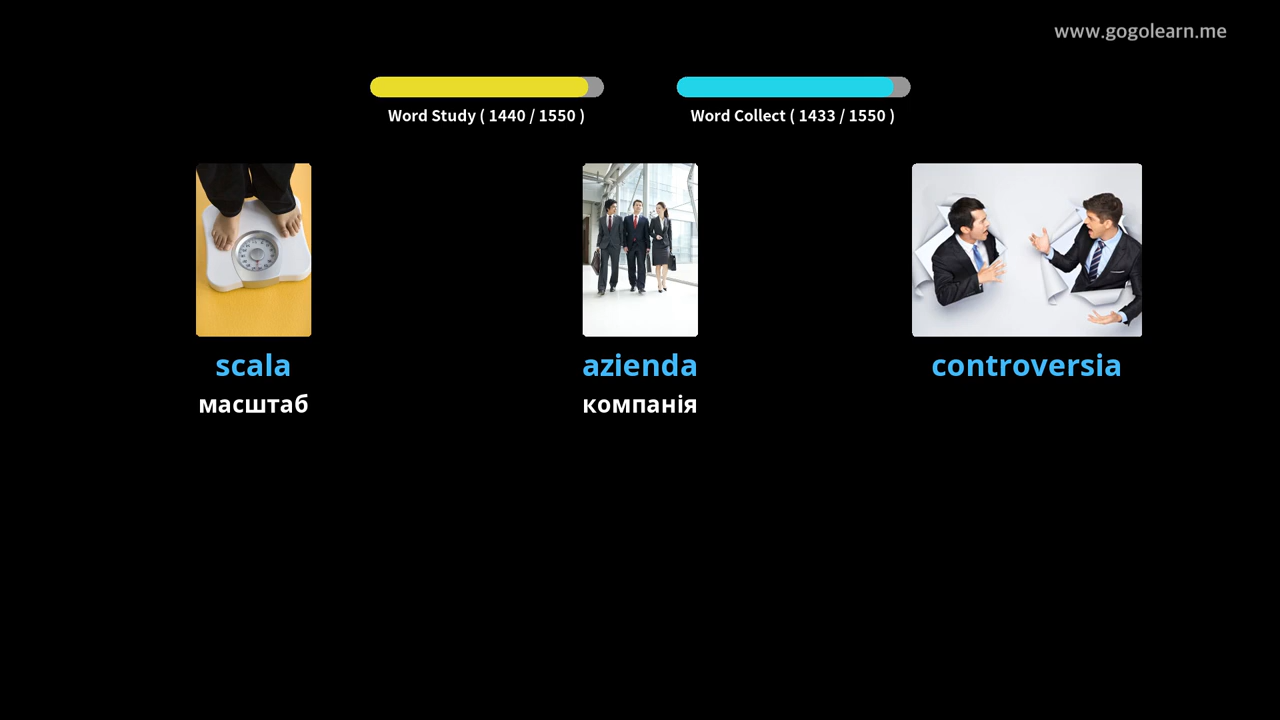 www.gogolearn.me
Word Study ( 1440 / 1550 )
Word Collect ( 1433 / 1550 )
scala
azienda
controversia
масштаб
компанія